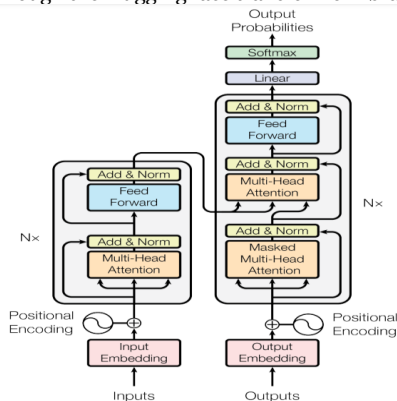 Output
Probabilities
Softmax
Linear
Add & Norm
Feed
Forward
Add & Norm
Multi-Head
Attention
Add & Norm
Masked
Multi-Head
Attention
Nx
Add & Norm
Feed
Forward
Add & Norm
Multi-Head
Attention
Nx
Positional
Encoding
Positional
Encoding
Input
Embedding
Output
Embedding
Inputs
Outputs